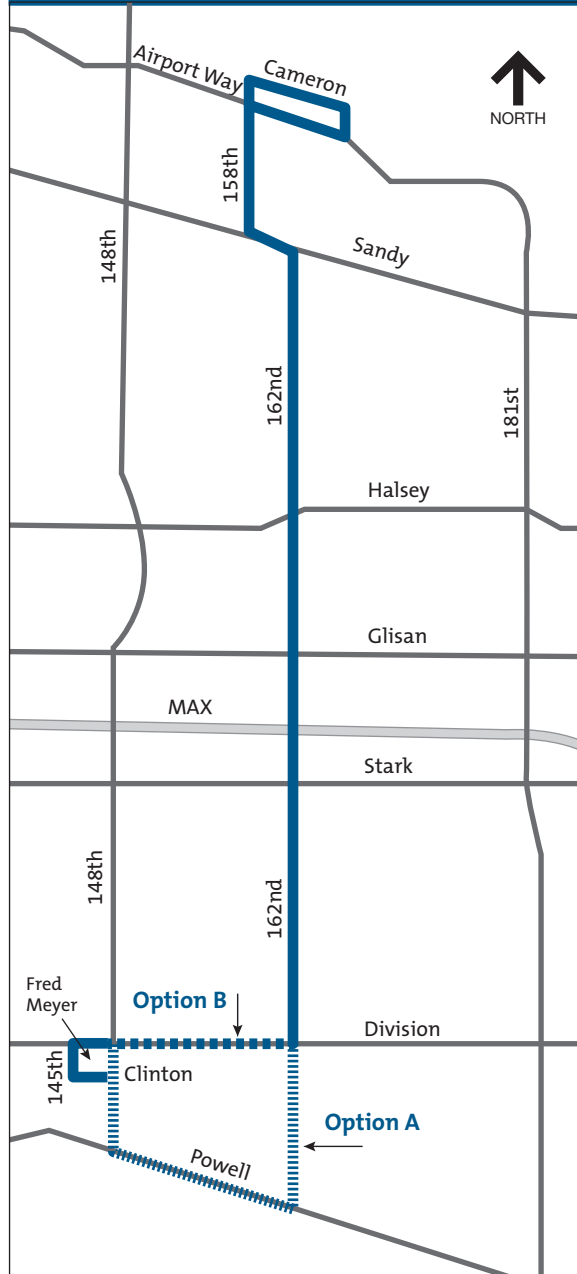 Airport Way
Cameron
NORTH
158th
148th
Sandy
162nd
181st
Halsey
Glisan
MAX
Stark
148th
162nd
Fred
Meyer
Option B
Division
145th
Clinton
Option A
Powell